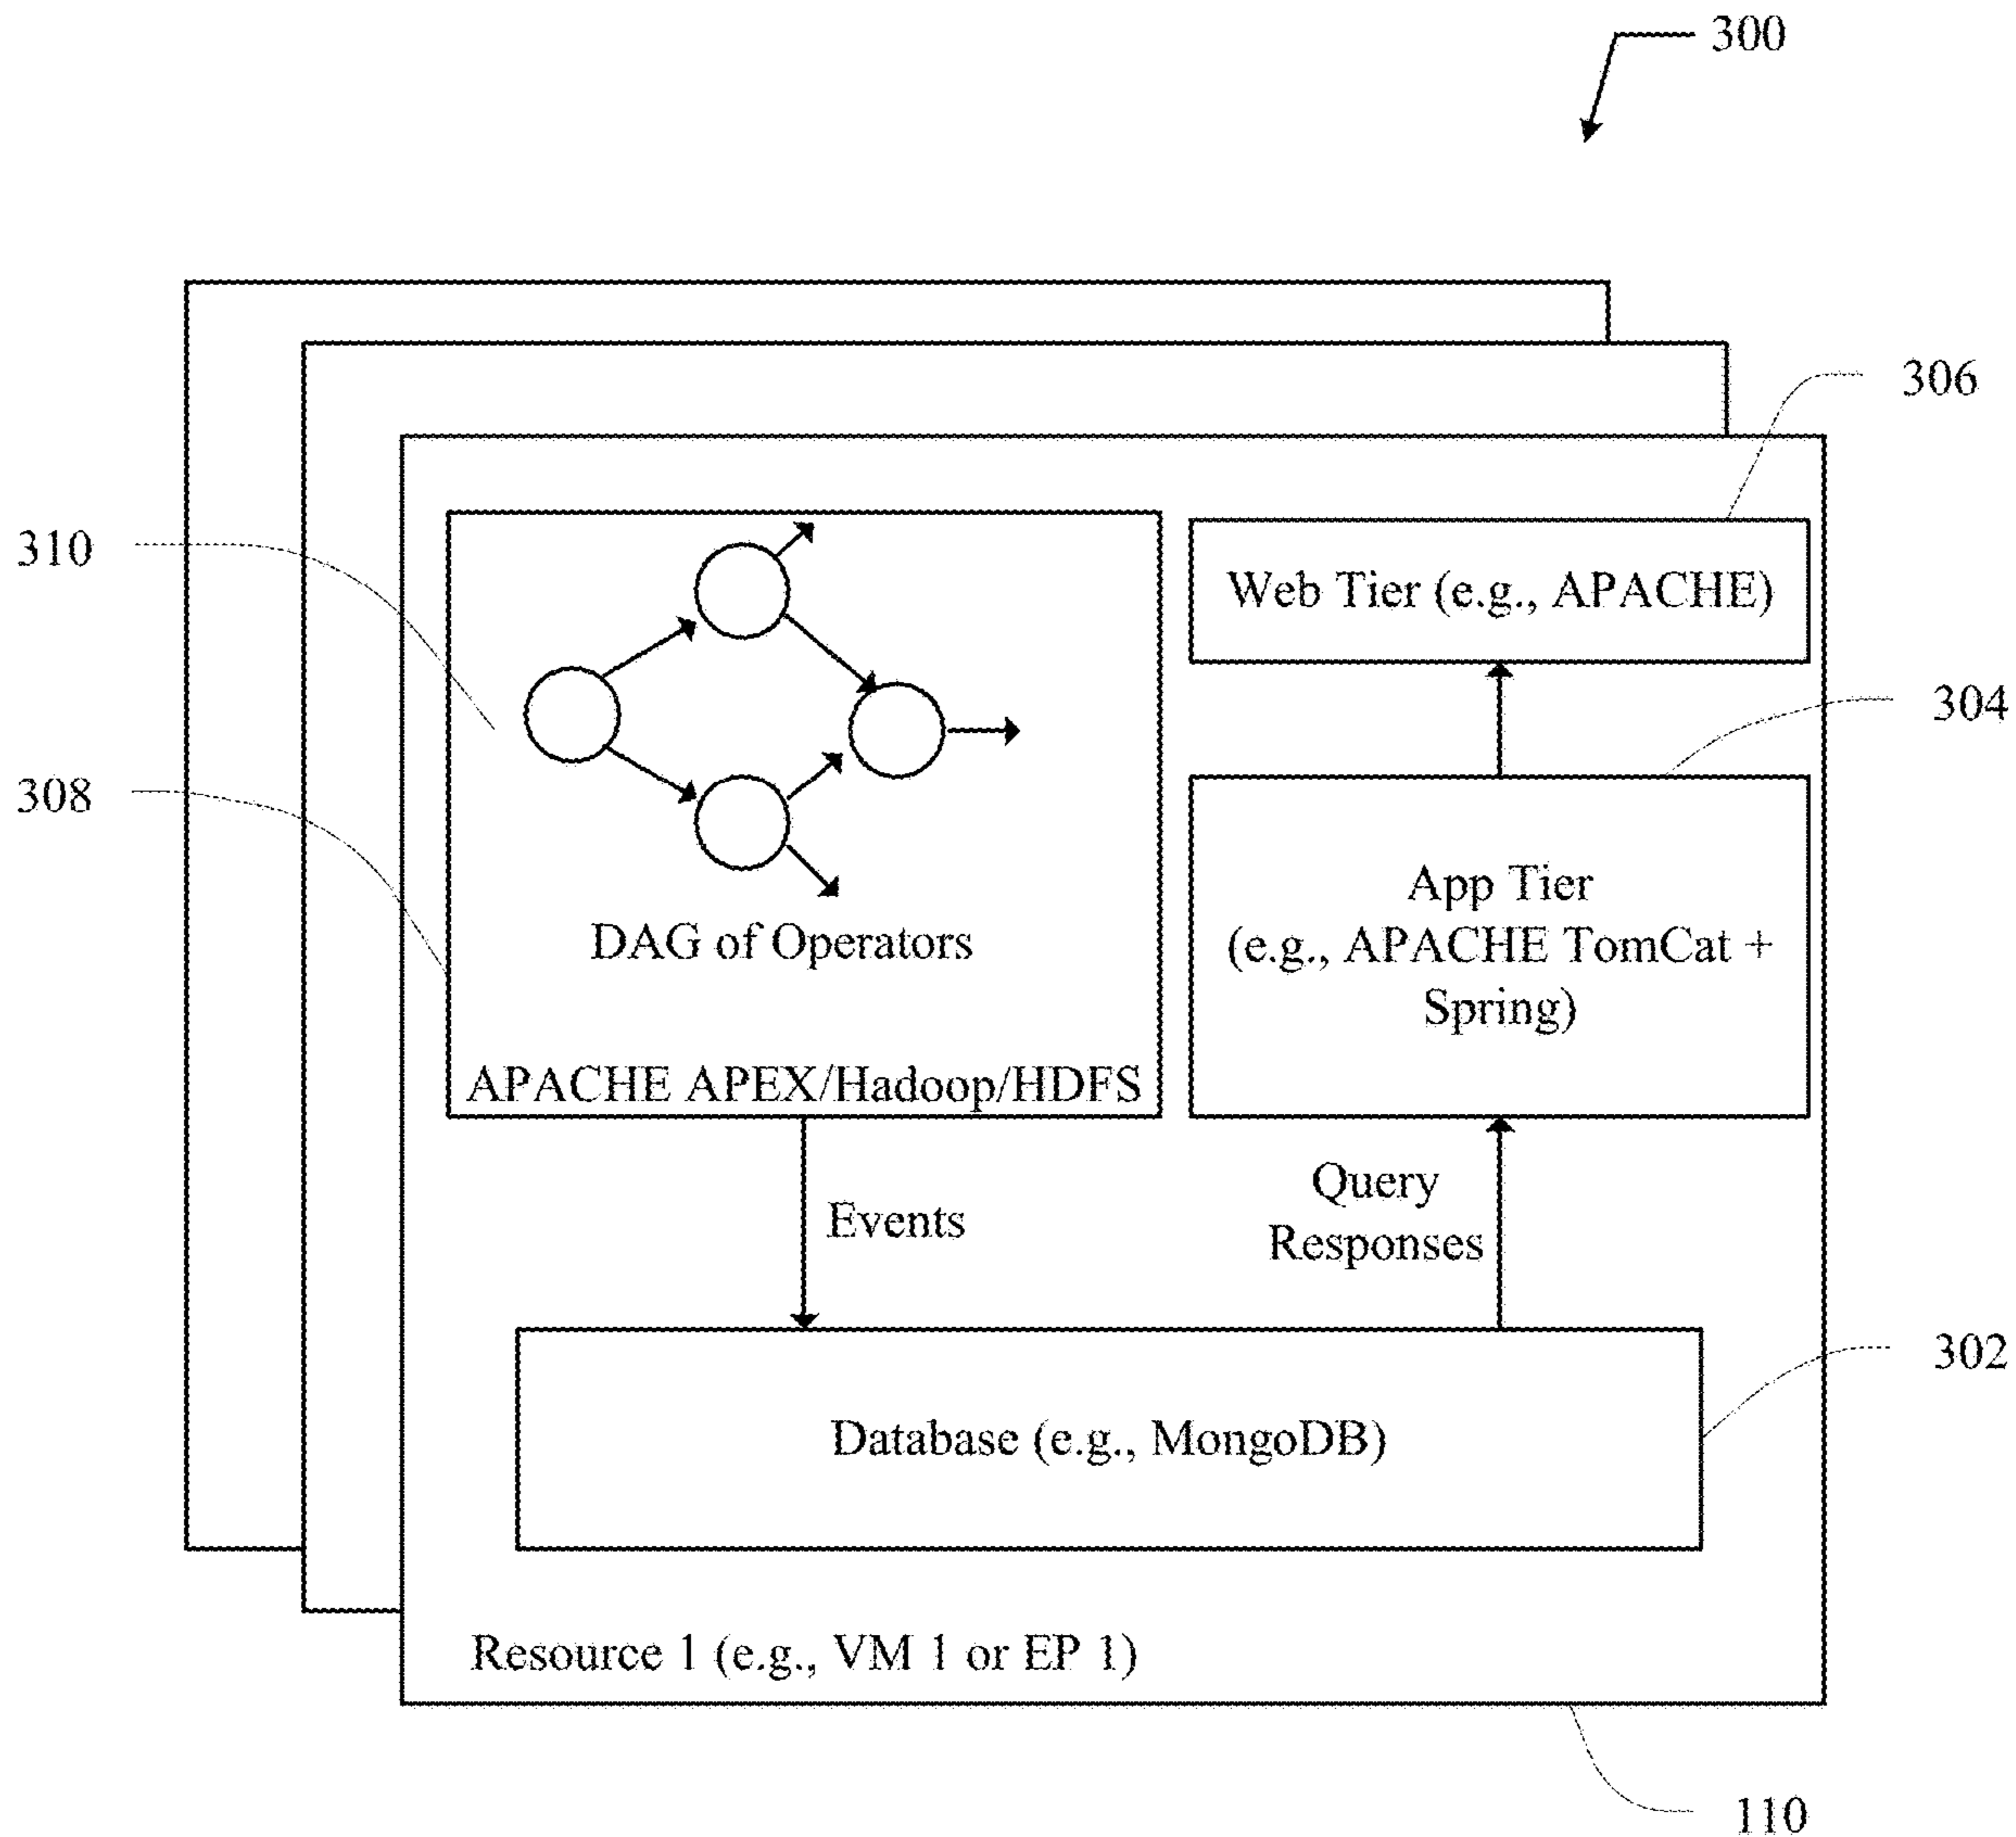 300
306
310
Web Tier (e.g., APACHE)
304
308
App Tier
(e.g., APACHE TomCat +
Spring)
DAG of Operators
APACHE APEX/Hadoop/HDFS
Events
Query
Responses
302
Database (e.g., MongoDB)
Resource 1 (e.g., VM 1 or EP 1)
110